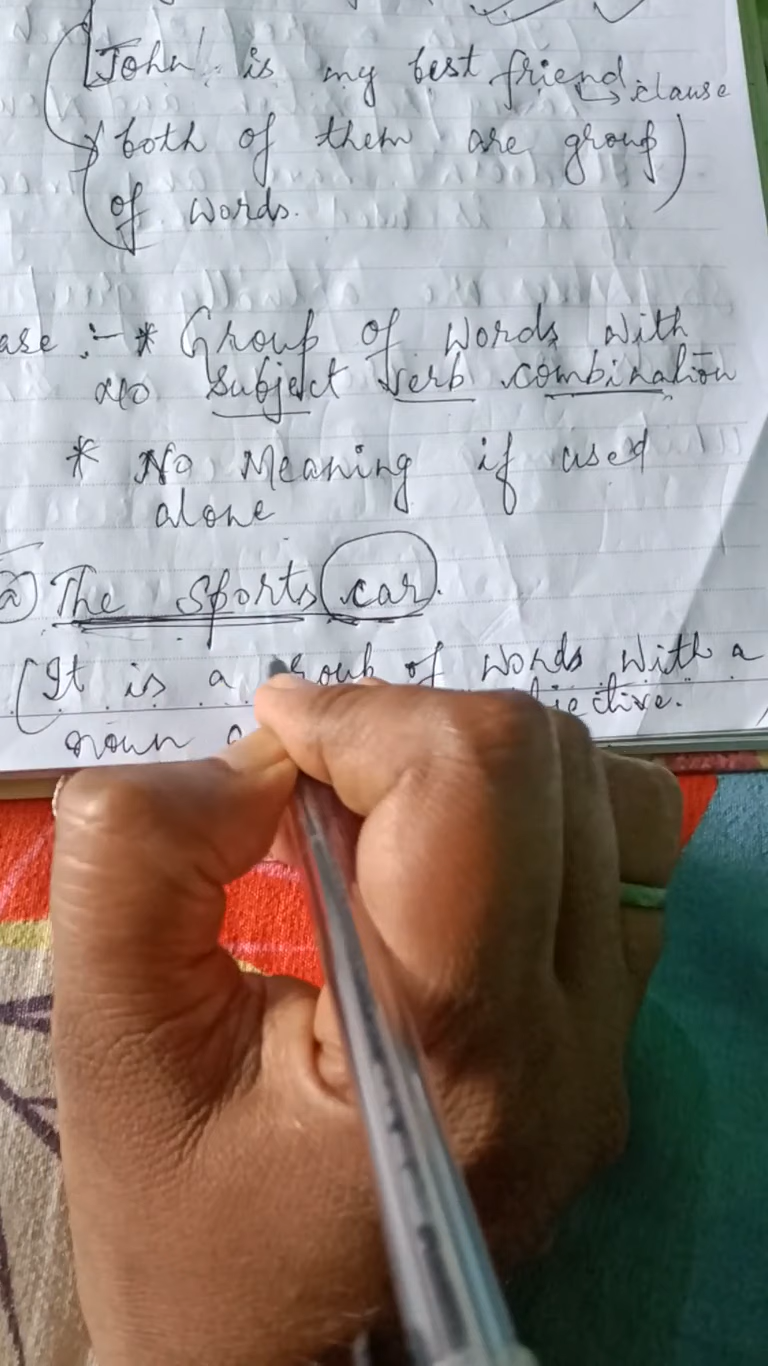 John is my best friend. clause
both of them are group
of words.
ase :- * Group of words with
no subject verb combination
* No Meaning if used
alone
a) The sports car.
(It is a group of words with a
noun